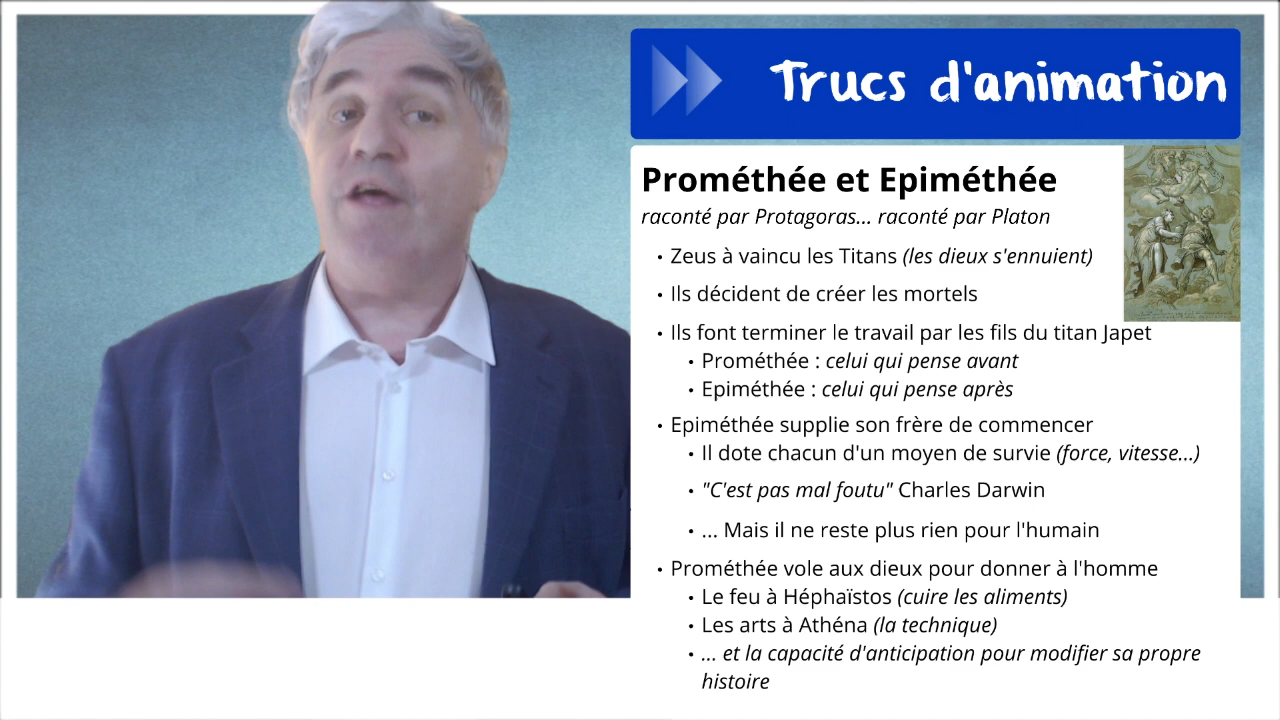 Trucs d'animation
Prométhée et Epiméthée
raconté par Protagoras... raconté par Platon
• Zeus à vaincu les Titans (les dieux s'ennuient)
• Ils décident de créer les mortels
• Ils font terminer le travail par les fils du titan Japet
• Prométhée : celui qui pense avant
• Epiméthée : celui qui pense après
• Epiméthée supplie son frère de commencer
• Il dote chacun d'un moyen de survie (force, vitesse...)
• "C'est pas mal foutu" Charles Darwin
• ... Mais il ne reste plus rien pour l'humain
• Prométhée vole aux dieux pour donner à l'homme
• Le feu à Héphaïstos (cuire les aliments)
• Les arts à Athéna (la technique)
• ... et la capacité d'anticipation pour modifier sa propre
histoire